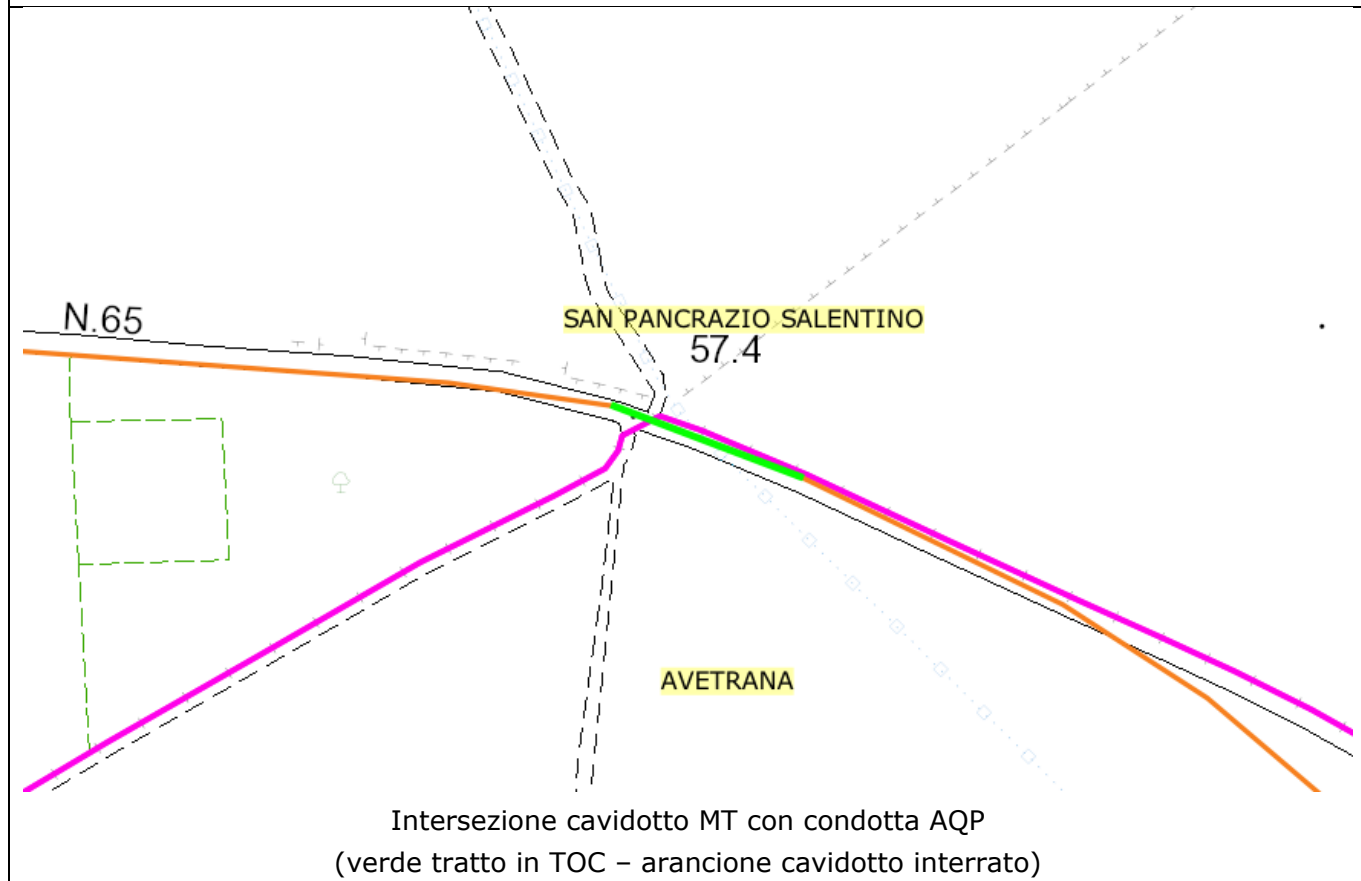 N.65
SAN PANCRAZIO SALENTINO
57.4
AVETRANA
Intersezione cavidotto MT con condotta AQP
(verde tratto in TOC – arancione cavidotto interrato)